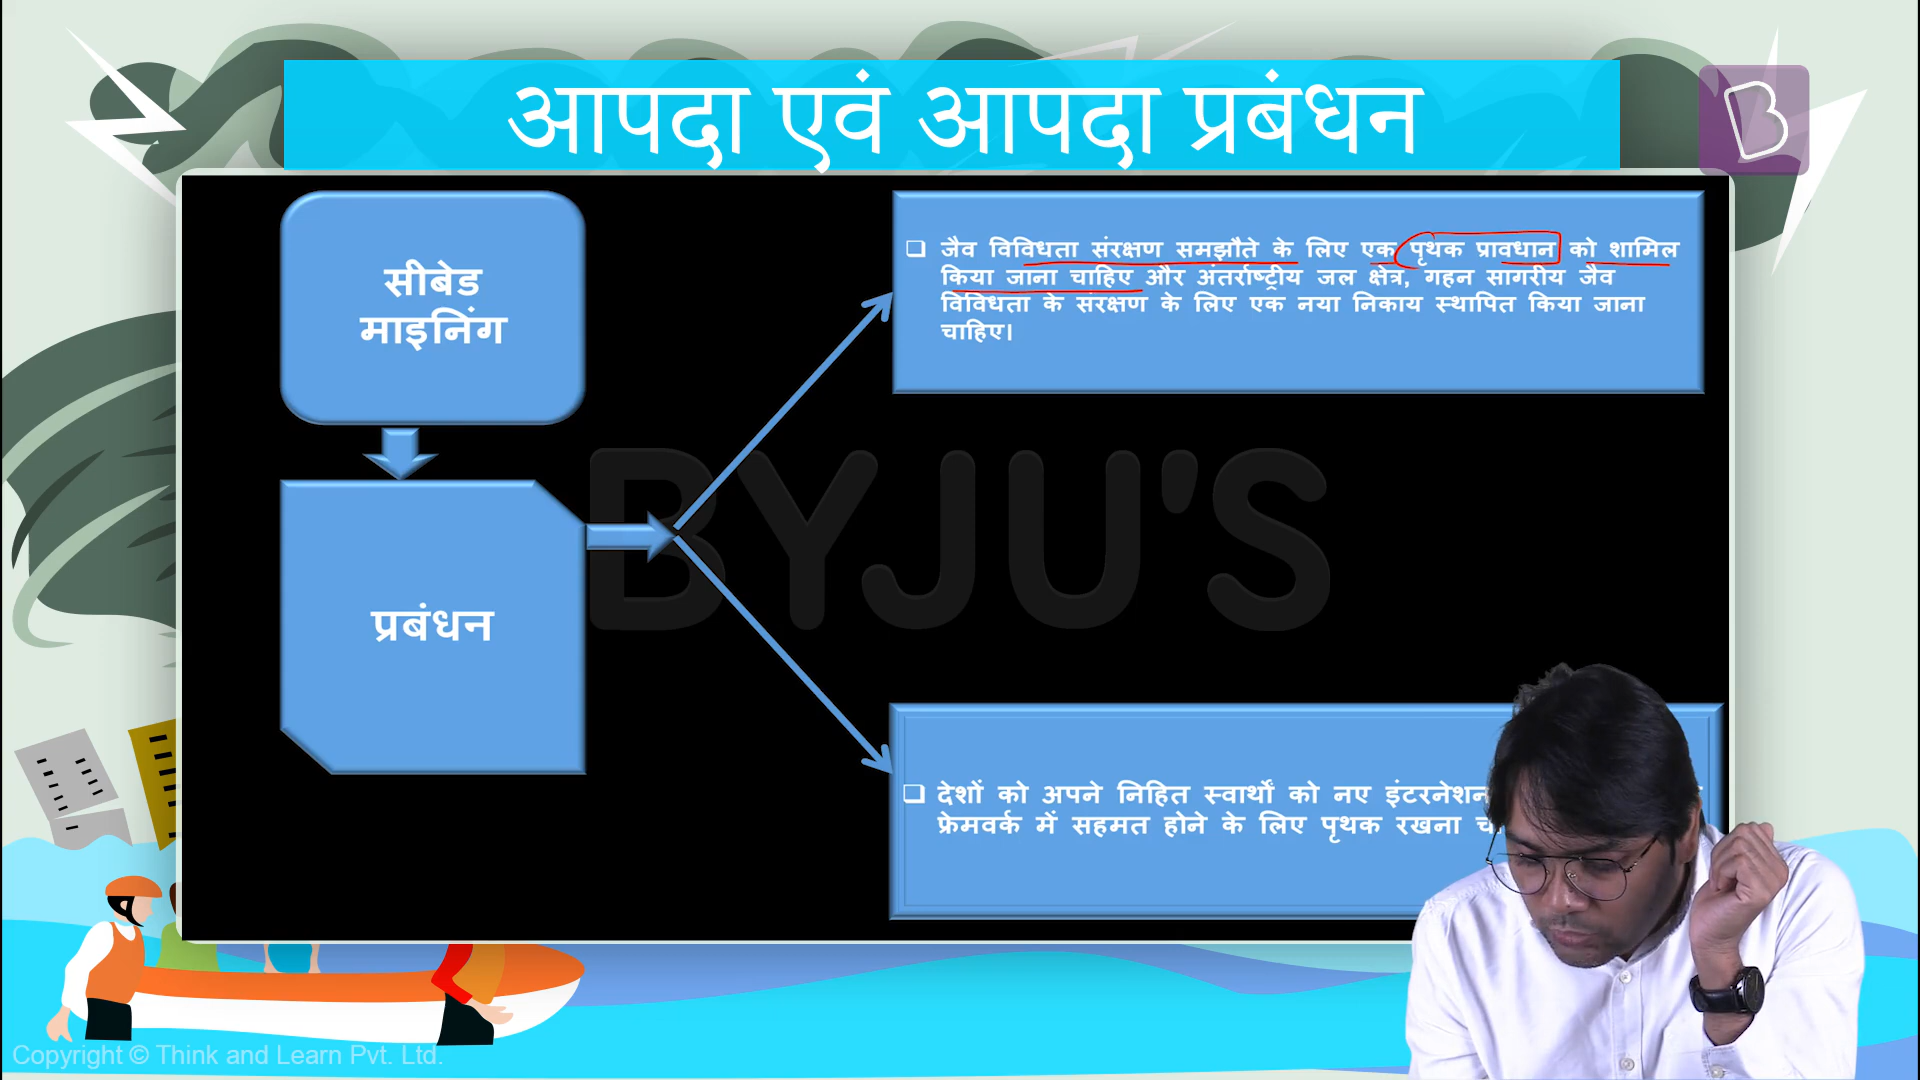 आपदा एवं आपदा प्रबंधन
सीबेड
माइनिंग
प्रबंधन
❑ जैव विविधता संरक्षण समझौते के लिए एक पृथक प्रावधान को शामिल
किया जाना चाहिए और अंतर्राष्ट्रीय जल क्षेत्र, गहन सागरीय जैव
विविधता के संरक्षण के लिए एक नया निकाय स्थापित किया जाना
चाहिए।
❑ देशों को अपने निहित स्वार्थों को नए
फ्रेमवर्क में सहमत होने के लिए पृथक रखना
BYJU'S
Copyright © Think and Learn Pvt. Ltd.